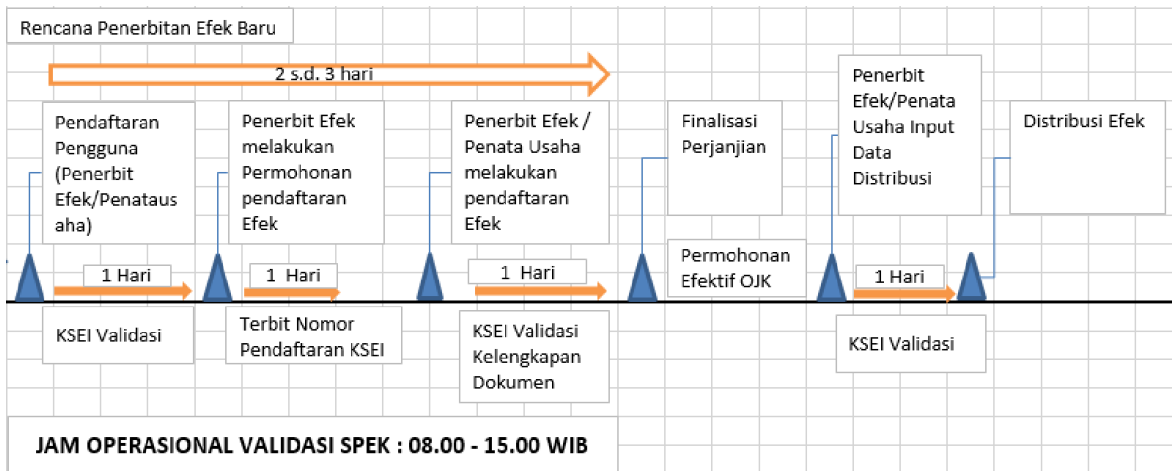 Rencana Penerbitan Efek Baru
2 s.d. 3 hari
Pendaftaran
Pengguna
(Penerbit
Efek/Penataus
aha)
Penerbit Efek
melakukan
Permohonan
pendaftaran
Efek
Penerbit Efek /
Penata Usaha
melakukan
pendaftaran
Efek
Finalisasi
Perjanjian
Penerbit
Efek/Penata
Usaha Input
Data
Distribusi
Distribusi Efek
1 Hari
1 Hari
1 Hari
Permohonan
Efektif OJK
1 Hari
KSEI Validasi
Terbit Nomor
Pendaftaran KSEI
KSEI Validasi
Kelengkapan
Dokumen
KSEI Validasi
JAM OPERASIONAL VALIDASI SPEK : 08.00 - 15.00 WIB